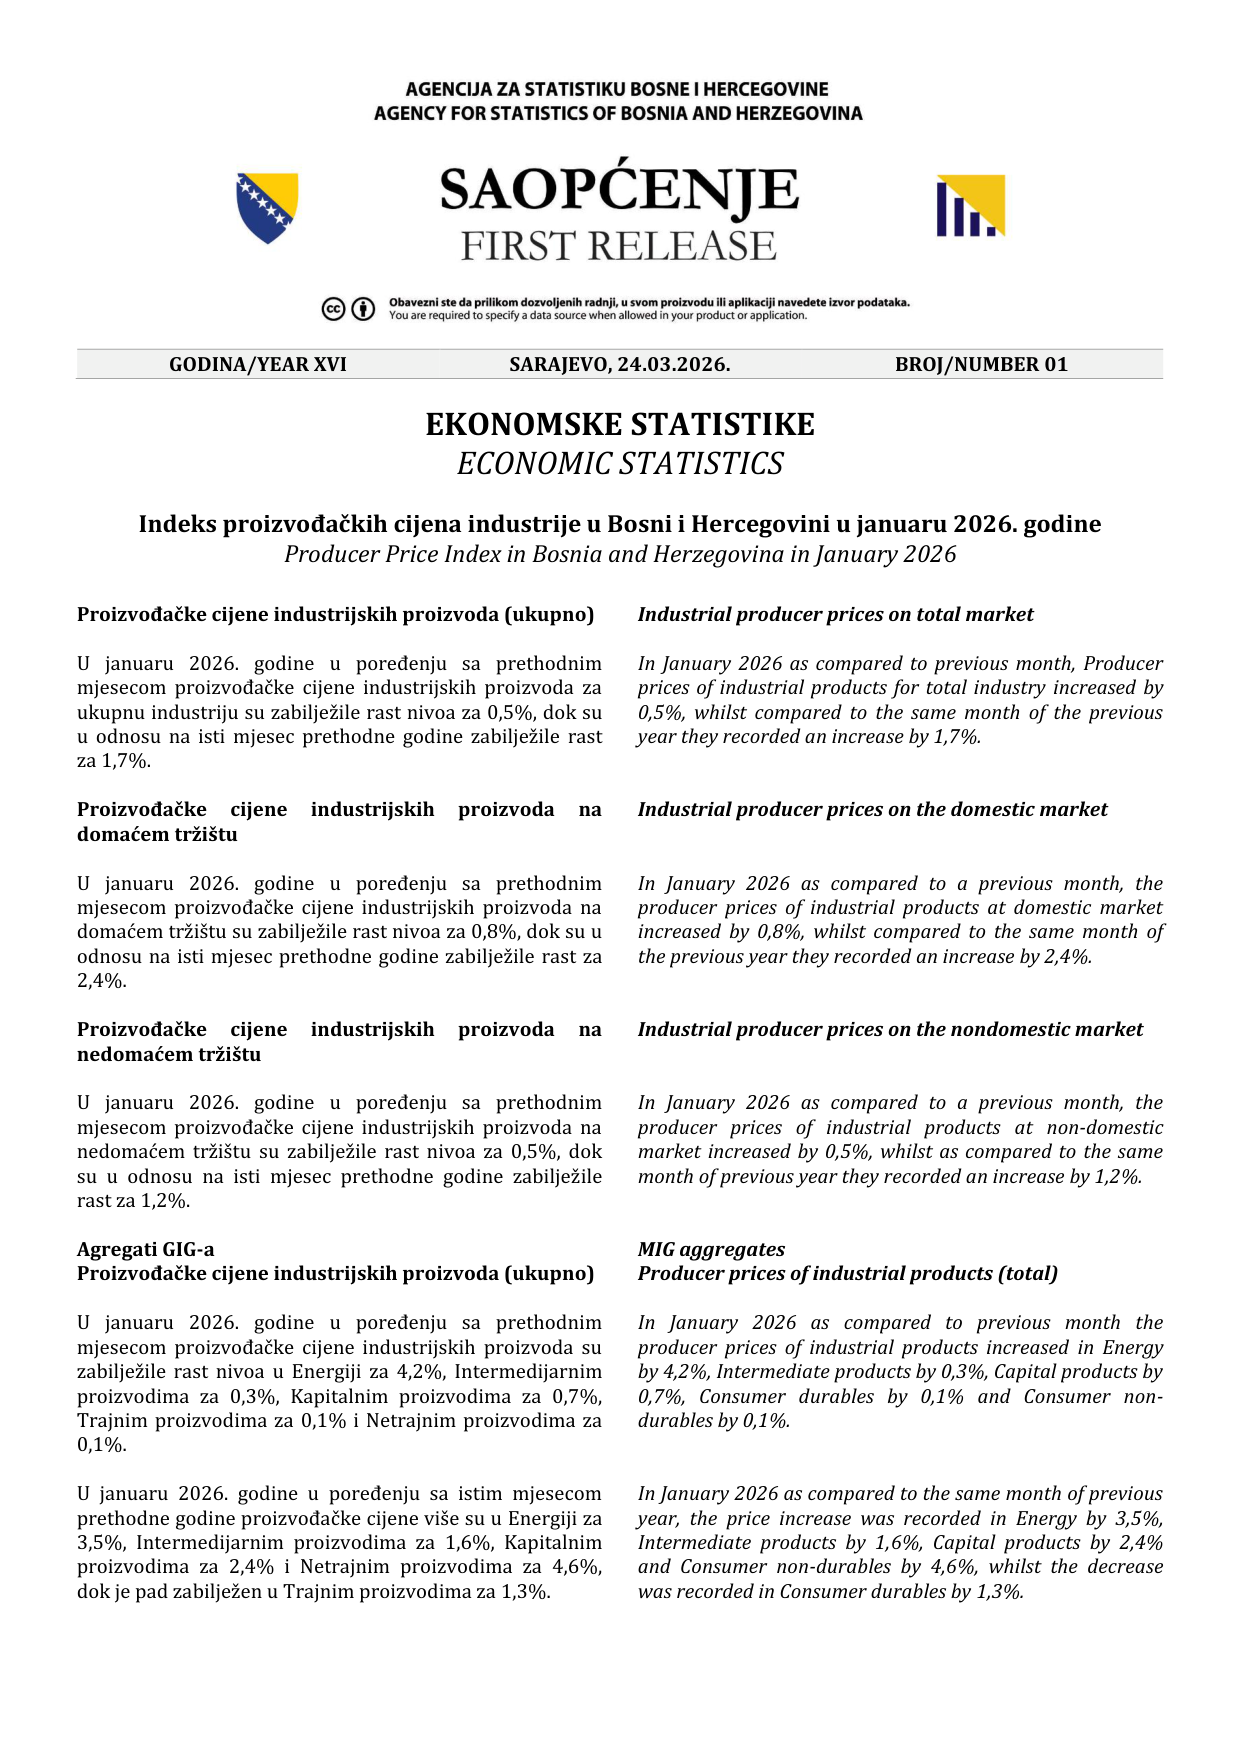 AGENCIJA ZA STATISTIKU BOSNE I HERCEGOVINE
AGENCY FOR STATISTICS OF BOSNIA AND HERZEGOVINA
SAOPĆENJE
FIRST RELEASE
cc
Obavezni ste da prilikom dozvoljenih radnji, u svom proizvodu ili aplikaciji navedete izvor podataka.
You are required to specify a data source when allowed in your product or application.
GODINA/YEAR XVI SARAJEVO, 24.03.2026. BROJ/NUMBER 01
EKONOMSKE STATISTIKE
ECONOMIC STATISTICS
Indeks proizvođačkih cijena industrije u Bosni i Hercegovini u januaru 2026. godine
Producer Price Index in Bosnia and Herzegovina in January 2026
Proizvođačke cijene industrijskih proizvoda (ukupno)
U januaru 2026. godine u poređenju sa prethodnim
mjesecom proizvođačke cijene industrijskih proizvoda za
ukupnu industriju su zabilježile rast nivoa za 0,5%, dok su
u odnosu na isti mjesec prethodne godine zabilježile rast
za 1,7%.
Industrial producer prices on total market
In January 2026 as compared to previous month, Producer
prices of industrial products for total industry increased by
0,5%, whilst compared to the same month of the previous
year they recorded an increase by 1,7%.
Proizvođačke cijene industrijskih proizvoda na
domaćem tržištu
U januaru 2026. godine u poređenju sa prethodnim
mjesecom proizvođačke cijene industrijskih proizvoda na
domaćem tržištu su zabilježile rast nivoa za 0,8%, dok su u
odnosu na isti mjesec prethodne godine zabilježile rast za
2,4%.
Industrial producer prices on the domestic market
In January 2026 as compared to a previous month, the
producer prices of industrial products at domestic market
increased by 0,8%, whilst compared to the same month of
the previous year they recorded an increase by 2,4%.
Proizvođačke cijene industrijskih proizvoda na
nedomaćem tržištu
U januaru 2026. godine u poređenju sa prethodnim
mjesecom proizvođačke cijene industrijskih proizvoda na
nedomaćem tržištu su zabilježile rast nivoa za 0,5%, dok
su u odnosu na isti mjesec prethodne godine zabilježile
rast za 1,2%.
Industrial producer prices on the nondomestic market
In January 2026 as compared to a previous month, the
producer prices of industrial products at non-domestic
market increased by 0,5%, whilst as compared to the same
month of previous year they recorded an increase by 1,2%.
Agregati GIG-a
Proizvođačke cijene industrijskih proizvoda (ukupno)
U januaru 2026. godine u poređenju sa prethodnim
mjesecom proizvođačke cijene industrijskih proizvoda su
zabilježile rast nivoa u Energiji za 4,2%, Intermedijarnim
proizvodima za 0,3%, Kapitalnim proizvodima za 0,7%,
Trajnim proizvodima za 0,1% i Netrajnim proizvodima za
0,1%.
MIG aggregates
Producer prices of industrial products (total)
In January 2026 as compared to previous month the
producer prices of industrial products increased in Energy
by 4,2%, Intermediate products by 0,3%, Capital products by
0,7%, Consumer durables by 0,1% and Consumer non-
durables by 0,1%.
U januaru 2026. godine u poređenju sa istim mjesecom
prethodne godine proizvođačke cijene više su u Energiji za
3,5%, Intermedijarnim proizvodima za 1,6%, Kapitalnim
proizvodima za 2,4% i Netrajnim proizvodima za 4,6%,
dok je pad zabilježen u Trajnim proizvodima za 1,3%.
In January 2026 as compared to the same month of previous
year, the price increase was recorded in Energy by 3,5%,
Intermediate products by 1,6%, Capital products by 2,4%
and Consumer non-durables by 4,6%, whilst the decrease
was recorded in Consumer durables by 1,3%.